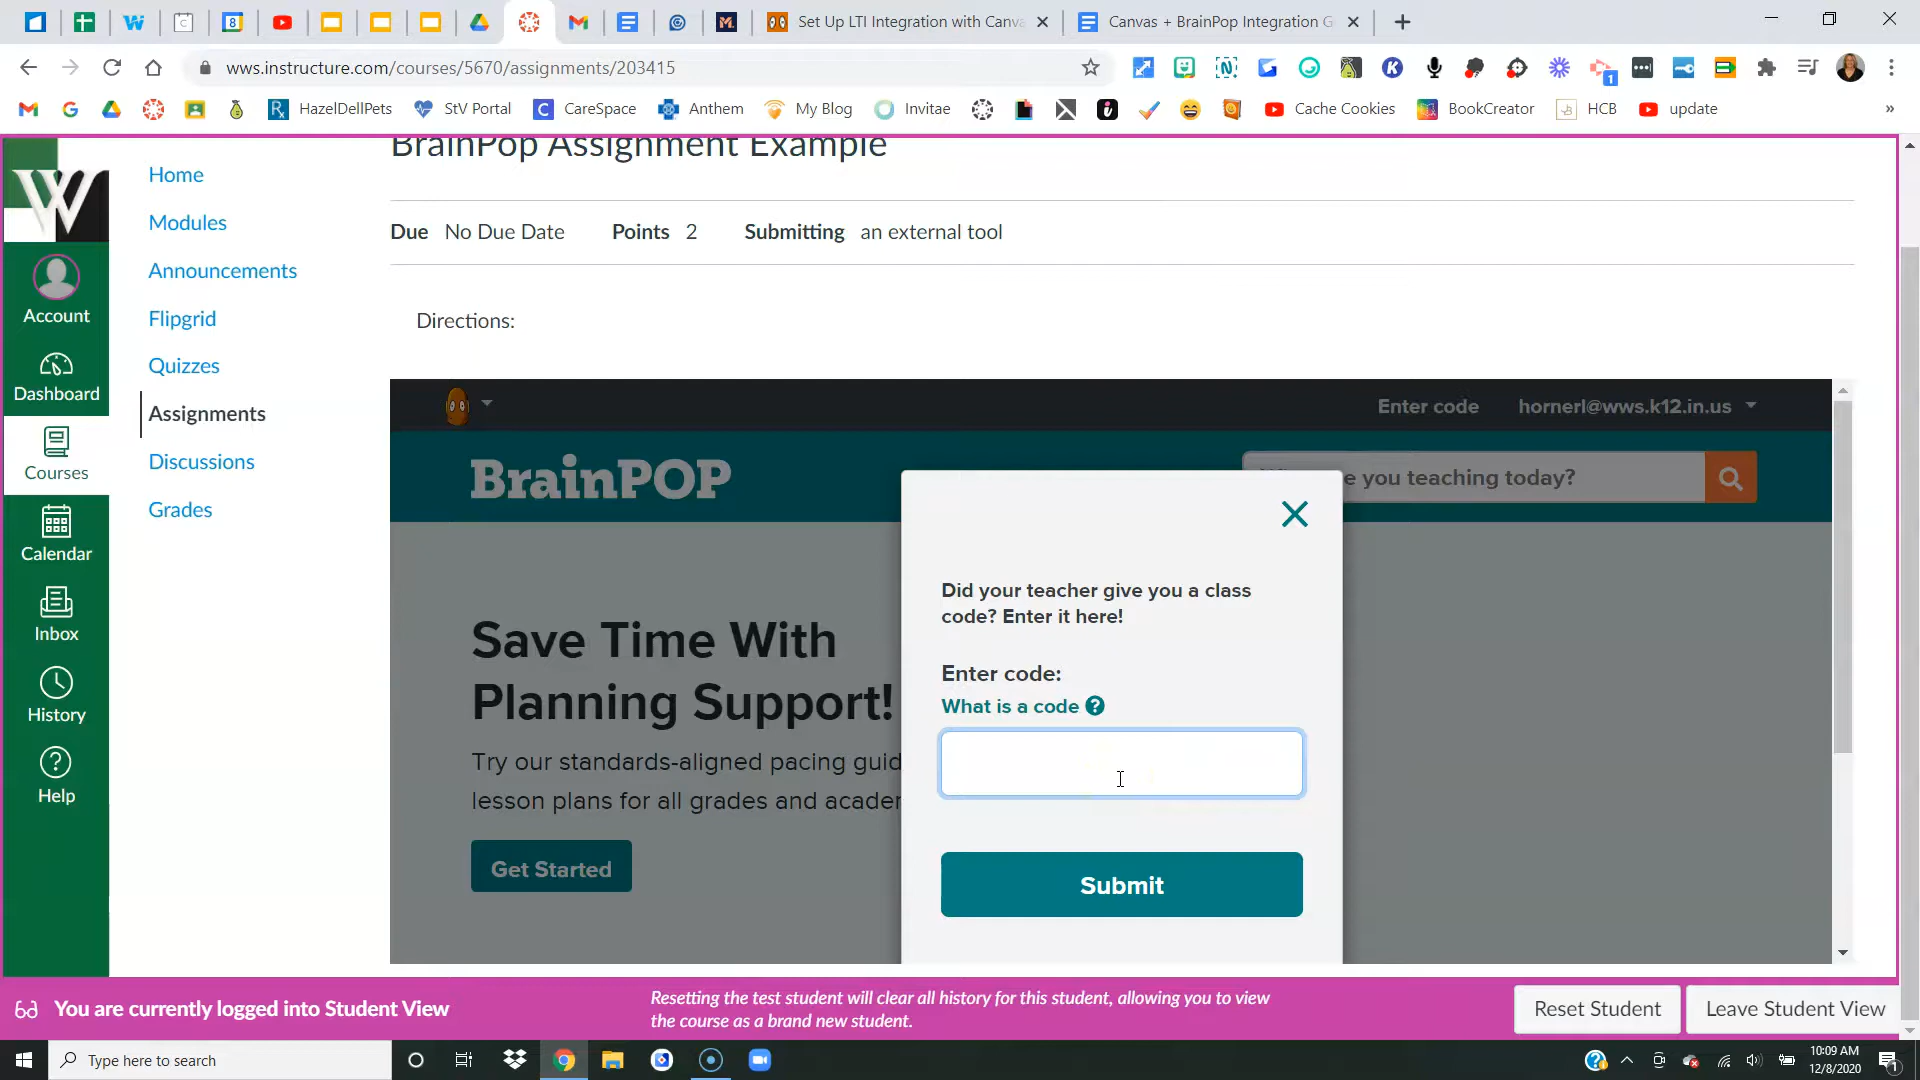 Set Up LTI Integration with Canva
Canvas + BrainPop Integration G
wws.instructure.com/courses/5670/assignments/203415
HazelDellPets
StV Portal
CareSpace
Anthem
My Blog
Invitae
Cache Cookies
BookCreator
HCB
update
»
BrainPop Assignment Example
Home
Modules
Announcements
Flipgrid
Quizzes
Assignments
Discussions
Grades
Account
Dashboard
Courses
Calendar
Inbox
History
Help
Due No Due Date Points 2 Submitting an external tool
Directions:
Enter code hornerl@wws.k12.in.us
BrainPOP
e you teaching today?
Save Time With
Planning Support!
Try our standards-aligned pacing guid
lesson plans for all grades and acader
Get Started
Did your teacher give you a class
code? Enter it here!
Enter code:
What is a code ?
Submit
You are currently logged into Student View
Resetting the test student will clear all history for this student, allowing you to view
the course as a brand new student.
Reset Student
Leave Student View
Type here to search
10:09 AM
12/8/2020